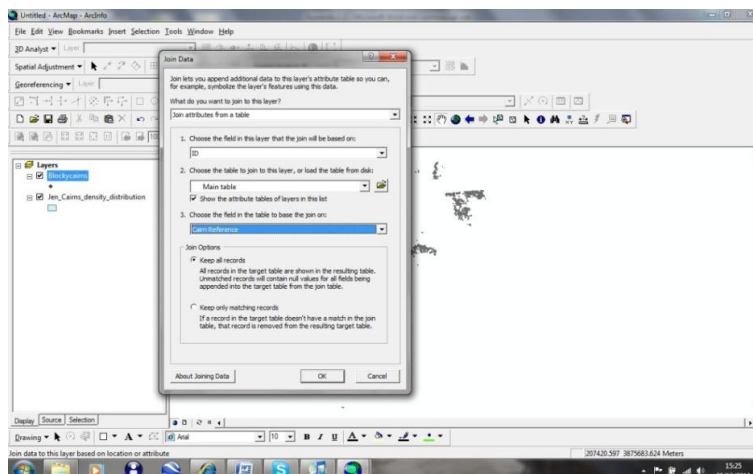 Untitled - ArcMap - ArcInfo
File Edit View Bookmarks Insert Selection Tools Window Help
3D Analyst Layer:
Spatial Adjustment
Georeferencing Layer:
Join Data
Join lets you append additional data to this layer's attribute table so you can,
for example, symbolize the layer's features using this data.
What do you want to join to this layer?
Join attributes from a table
1. Choose the field in this layer that the join will be based on:
ID
2. Choose the table to join to this layer, or load the table from disk:
Main table
Show the attribute tables of layers in this list
3. Choose the field in the table to base the join on:
Cairn Reference
Join Options
Keep all records
All records in the target table are shown in the resulting table.
Unmatched records will contain null values for all fields being
appended into the target table from the join table.
Keep only matching records
If a record in the target table doesn't have a match in the join
table, that record is removed from the resulting target table.
About Joining Data OK Cancel
Layers
Blockycairns
Jen_Cairns_density_distribution
Display Source Selection
Drawing A Arial 10 B I U A
Join data to this layer based on location or attribute
207420.597 3875683.624 Meters
15:25